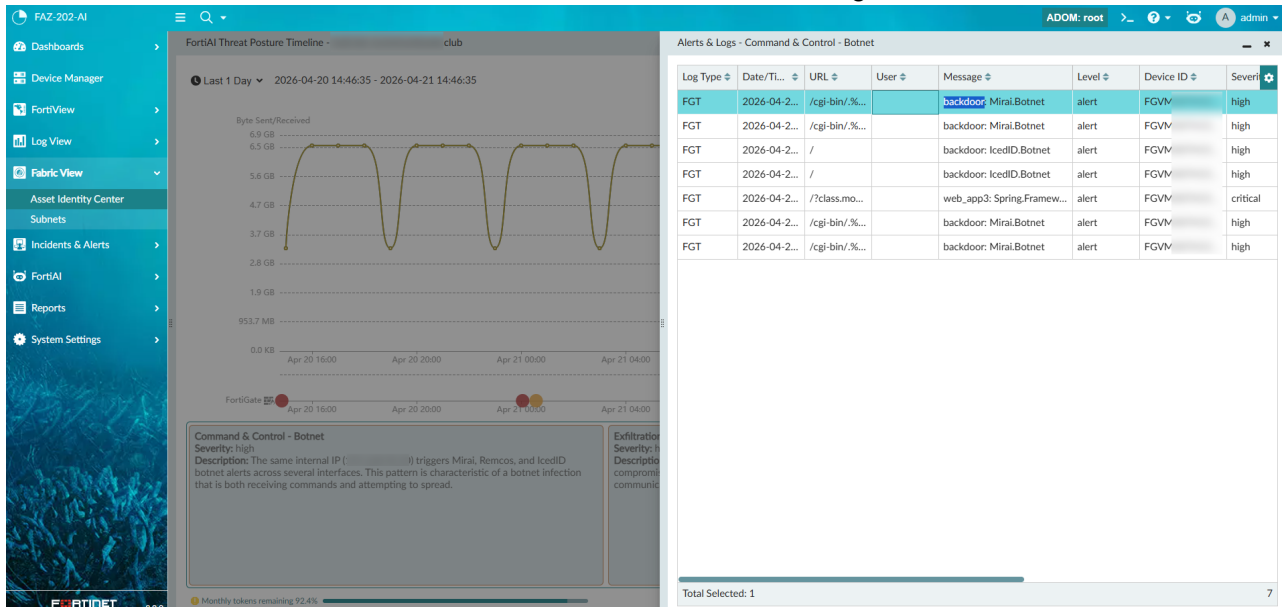 FAZ-202-AI
ADOM: root
A admin
Dashboards
Device Manager
FortiView
Log View
Fabric View
Asset Identity Center
Subnets
Incidents & Alerts
FortiAI
Reports
System Settings
FortiAI Threat Posture Timeline - club
Last 1 Day 2026-04-20 14:46:35 - 2026-04-21 14:46:35
Byte Sent/Received
6.9 GB
6.5 GB
5.6 GB
4.7 GB
3.7 GB
2.8 GB
1.9 GB
953.7 MB
0.0 KB
Apr 20 16:00 Apr 20 20:00 Apr 21 00:00 Apr 21 04:00
FortiGate
Apr 20 16:00 Apr 20 20:00 Apr 21 00:00 Apr 21 04:00
Command & Control - Botnet
Severity: high
Description: The same internal IP ( ) triggers Mirai, Remcos, and IcedID
botnet alerts across several interfaces. This pattern is characteristic of a botnet infection
that is both receiving commands and attempting to spread.
Exfiltration
Severity: h
Descriptio
compromi
communic
Monthly tokens remaining 92.4%
Alerts & Logs - Command & Control - Botnet
Log Type Date/Ti... URL User Message Level Device ID Severi
FGT 2026-04-2... /cgi-bin/.%... backdoor: Mirai.Botnet alert FGVM high
FGT 2026-04-2... /cgi-bin/.%... backdoor: Mirai.Botnet alert FGVM high
FGT 2026-04-2... / backdoor: IcedID.Botnet alert FGVM high
FGT 2026-04-2... / backdoor: IcedID.Botnet alert FGVM high
FGT 2026-04-2... /?class.mo... web_app3: Spring.Framew... alert FGVM critical
FGT 2026-04-2... /cgi-bin/.%... backdoor: Mirai.Botnet alert FGVM high
FGT 2026-04-2... /cgi-bin/.%... backdoor: Mirai.Botnet alert FGVM high
Total Selected: 1 7